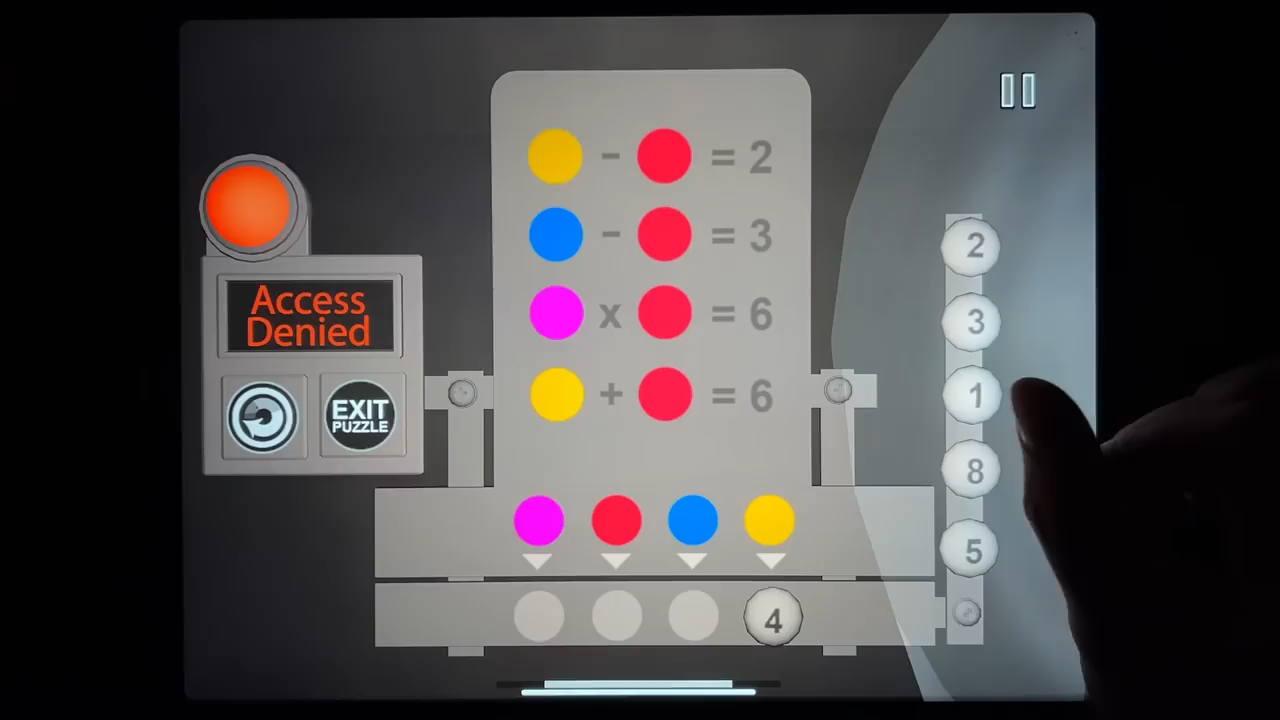 - = 2
- = 3
x = 6
+ = 6
Access
Denied
EXIT
PUZZLE
2
3
1
8
5
4